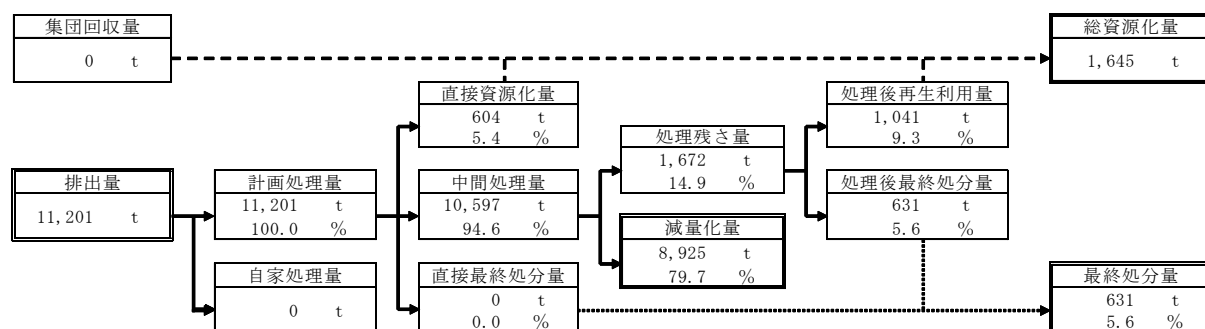 集団回収量
0 t
総資源化量
1,645 t
直接資源化量
604 t
5.4 %
処理後再生利用量
1,041 t
9.3 %
処理残さ量
1,672 t
14.9 %
排出量
11,201 t
計画処理量
11,201 t
100.0 %
中間処理量
10,597 t
94.6 %
処理後最終処分量
631 t
5.6 %
減量化量
8,925 t
79.7 %
自家処理量
0 t
直接最終処分量
0 t
0.0 %
最終処分量
631 t
5.6 %